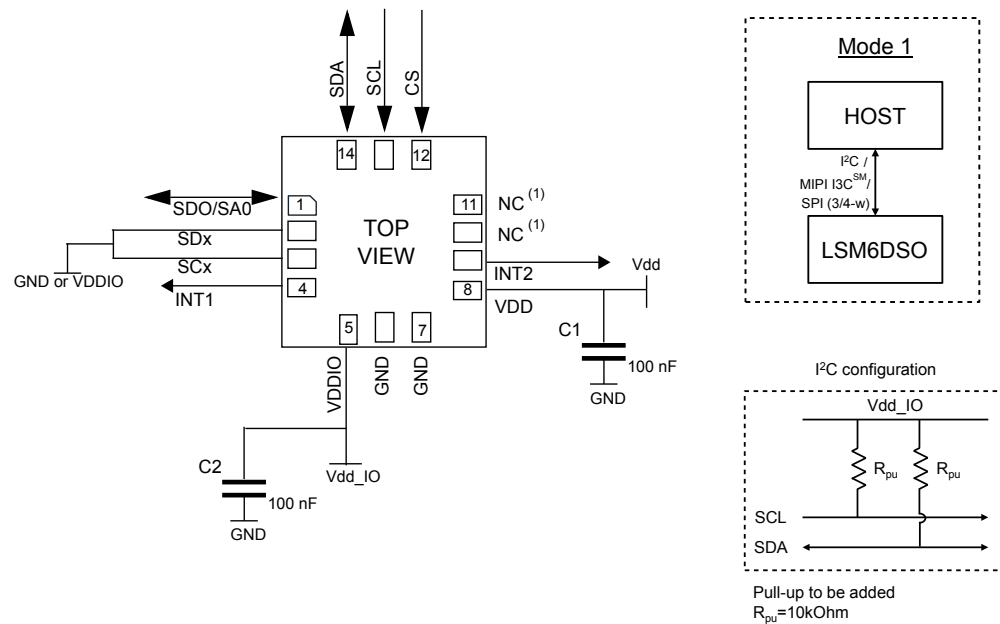 SDA
SCL
CS
14
12
1
SDO/SA0
SDx
SCx
GND or VDDIO
4
INT1
TOP
VIEW
11
NC (1)
NC (1)
INT2
8
VDD
Vdd
C1
100 nF
GND
5
7
VDDIO
GND
GND
C2
100 nF
GND
Vdd_IO
Mode 1
HOST
I²C /
MIPI I3C SM/
SPI (3/4-w)
LSM6DSO
I²C configuration
Vdd_IO
Rpu
Rpu
SCL
SDA
Pull-up to be added
Rpu=10kOhm